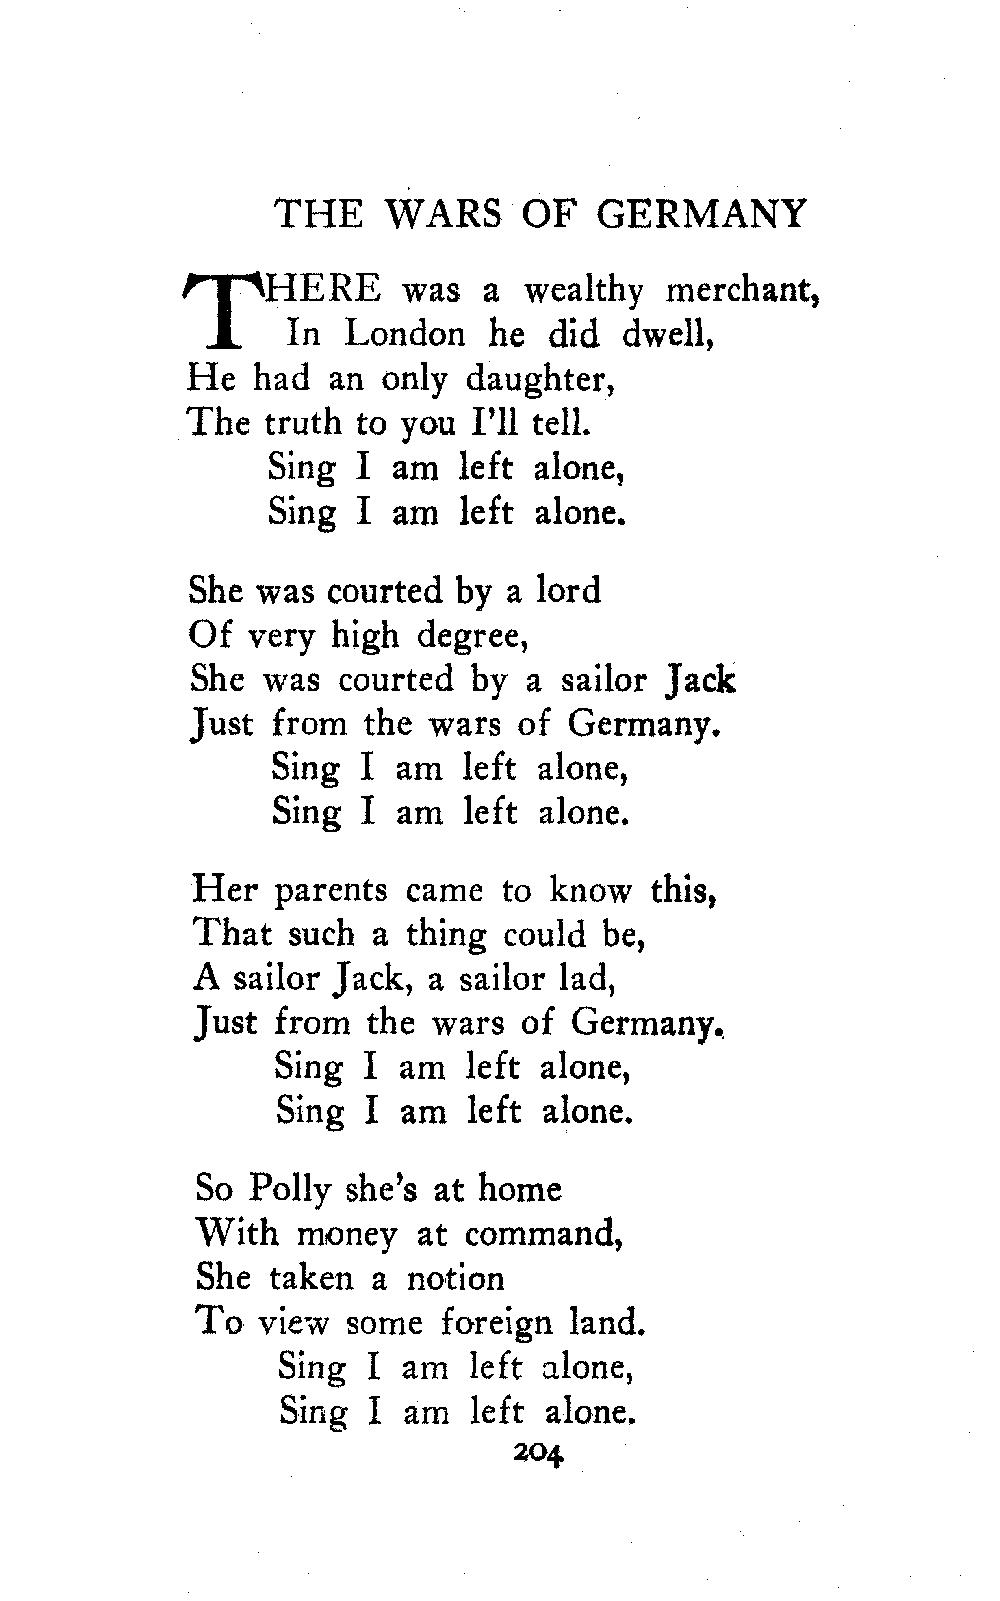 THE WARS OF GERMANY
THERE was a wealthy merchant,
In London he did dwell,
He had an only daughter,
The truth to you I'll tell.
Sing I am left alone,
Sing I am left alone.
She was courted by a lord
Of very high degree,
She was courted by a sailor Jack
Just from the wars of Germany.
Sing I am left alone,
Sing I am left alone.
Her parents came to know this,
That such a thing could be,
A sailor Jack, a sailor lad,
Just from the wars of Germany.
Sing I am left alone,
Sing I am left alone.
So Polly she's at home
With money at command,
She taken a notion
To view some foreign land.
Sing I am left alone,
Sing I am left alone.
204